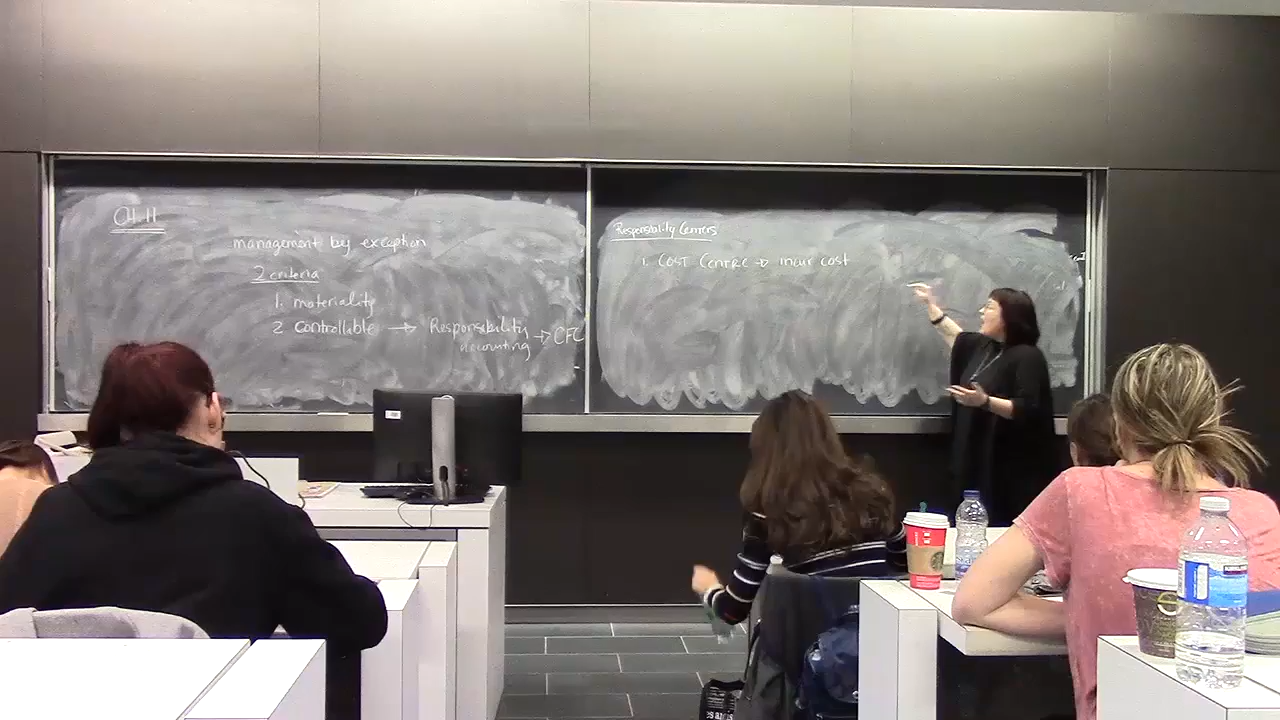 CH.11
management by exception
2 criteria
1. materiality
2 controllable → Responsibility
accounting → CFC
Responsibility Centers
1. COST CENTRE → incur cost